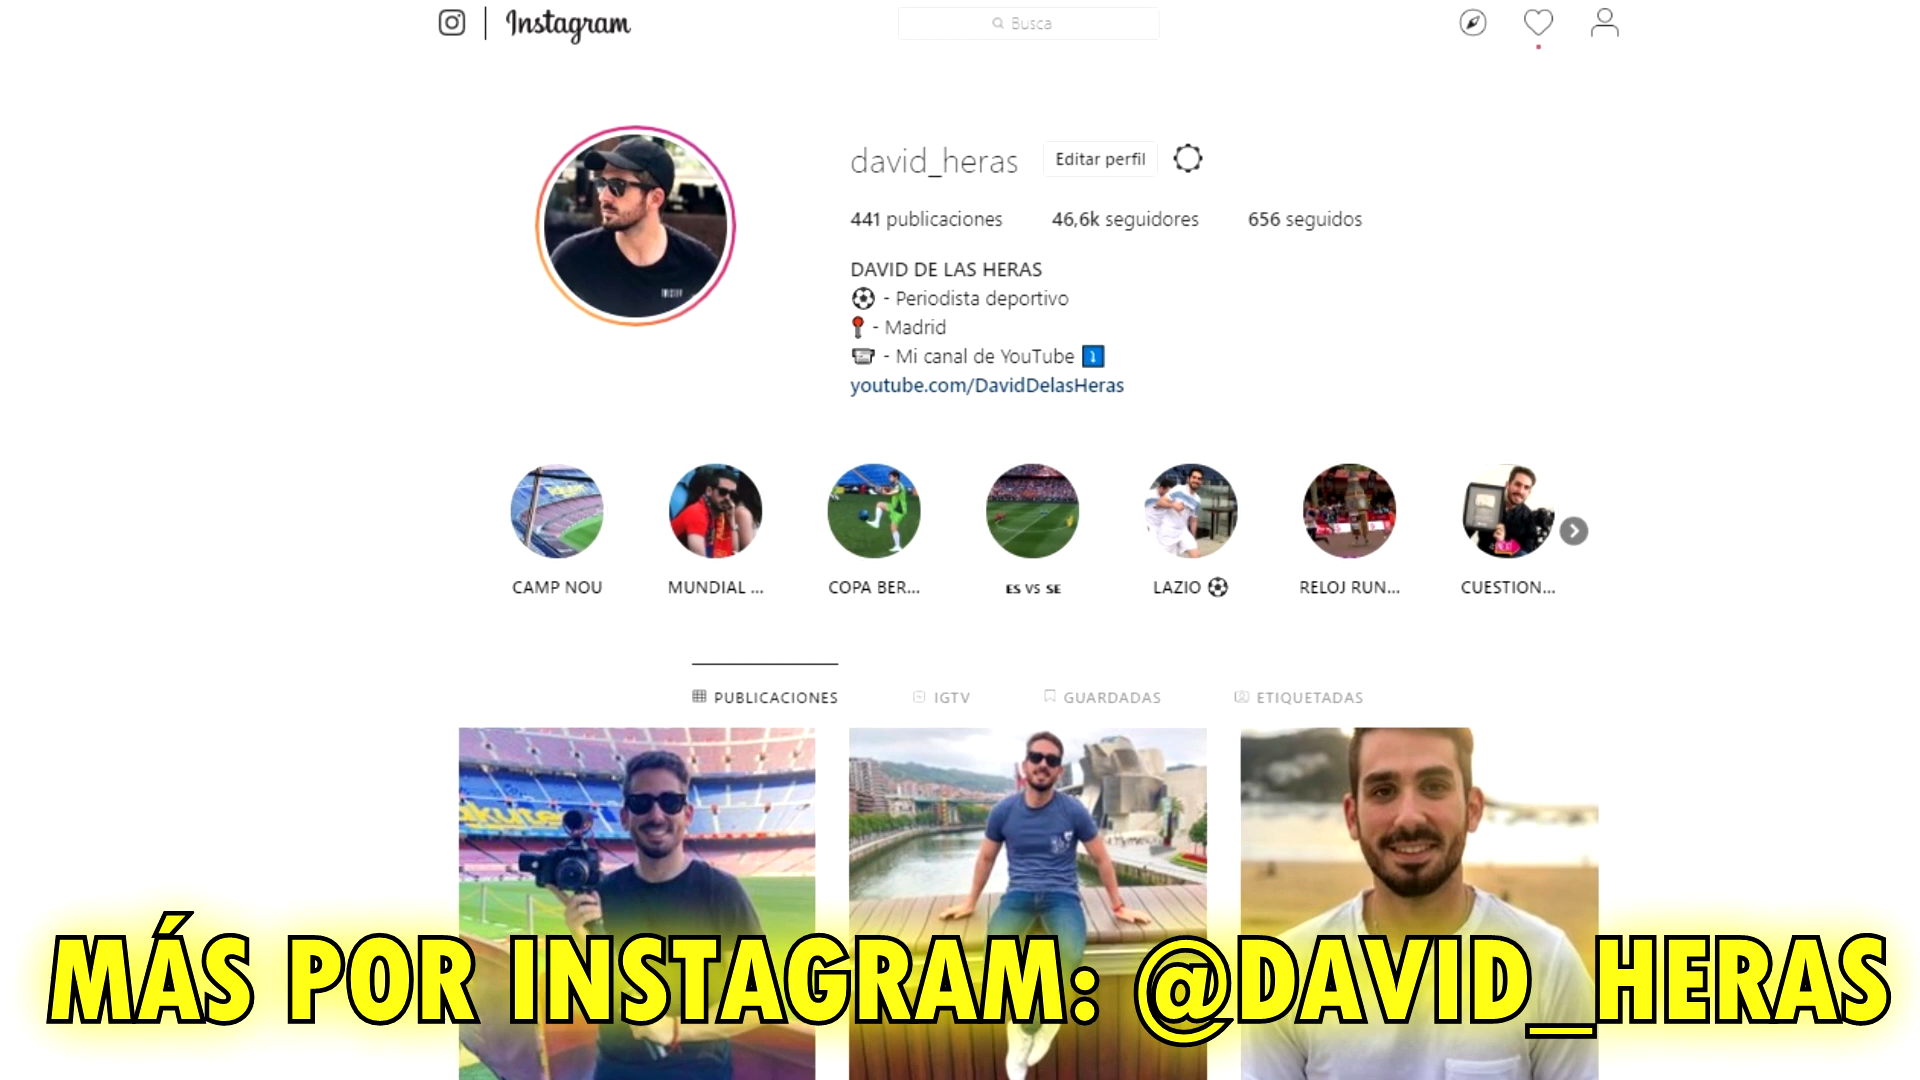 Instagram
Busca
david_heras
Editar perfil
441 publicaciones
46,6k seguidores
656 seguidos
DAVID DE LAS HERAS
⚽ - Periodista deportivo
📍 - Madrid
- Mi canal de YouTube ⤵
youtube.com/DavidDelasHeras
CAMP NOU
MUNDIAL ...
COPA BER...
ES VS SE
LAZIO ⚽
RELOJ RUN...
CUESTION...
PUBLICACIONES
IGTV
GUARDADAS
ETIQUETADAS
MÁS POR INSTAGRAM: @DAVID_HERAS